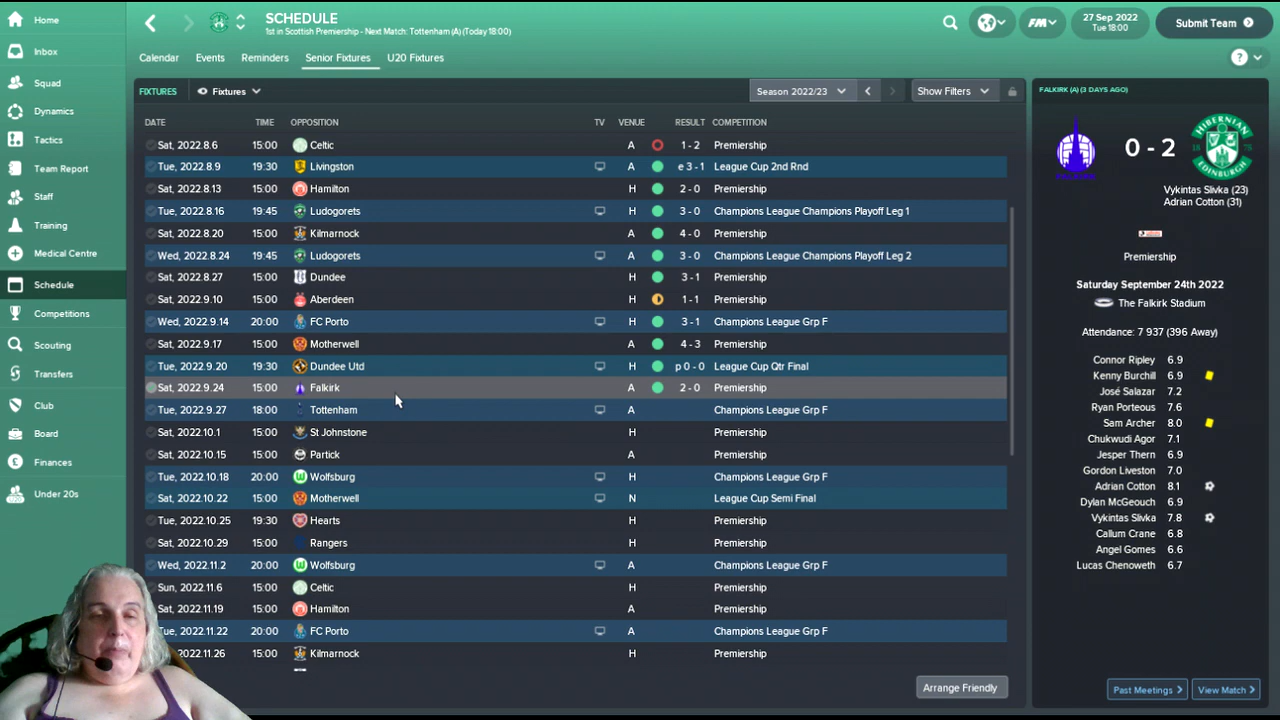 Home
Inbox
Squad
Dynamics
Tactics
Team Report
Staff
Training
Medical Centre
Schedule
Competitions
Scouting
Transfers
Club
Board
Finances
Under 20s
SCHEDULE
1st in Scottish Premiership - Next Match: Tottenham (A) (Today 18:00)
FM
27 Sep 2022
Tue 18:00
Submit Team
Calendar Events Reminders Senior Fixtures U20 Fixtures
?
FIXTURES Fixtures Season 2022/23 Show Filters
DATE TIME OPPOSITION TV VENUE RESULT COMPETITION
Sat, 2022.8.6 15:00 Celtic A 1 - 2 Premiership
Tue, 2022.8.9 19:30 Livingston A e 3 - 1 League Cup 2nd Rnd
Sat, 2022.8.13 15:00 Hamilton H 2 - 0 Premiership
Tue, 2022.8.16 19:45 Ludogorets H 3 - 0 Champions League Champions Playoff Leg 1
Sat, 2022.8.20 15:00 Kilmarnock A 4 - 0 Premiership
Wed, 2022.8.24 19:45 Ludogorets A 3 - 0 Champions League Champions Playoff Leg 2
Sat, 2022.8.27 15:00 Dundee H 3 - 1 Premiership
Sat, 2022.9.10 15:00 Aberdeen H 1 - 1 Premiership
Wed, 2022.9.14 20:00 FC Porto H 3 - 1 Champions League Grp F
Sat, 2022.9.17 15:00 Motherwell A 4 - 3 Premiership
Tue, 2022.9.20 19:30 Dundee Utd H p 0 - 0 League Cup Qtr Final
Sat, 2022.9.24 15:00 Falkirk A 2 - 0 Premiership
Tue, 2022.9.27 18:00 Tottenham A Champions League Grp F
Sat, 2022.10.1 15:00 St Johnstone H Premiership
Sat, 2022.10.15 15:00 Partick A Premiership
Tue, 2022.10.18 20:00 Wolfsburg H Champions League Grp F
Sat, 2022.10.22 15:00 Motherwell N League Cup Semi Final
Tue, 2022.10.25 19:30 Hearts H Premiership
Sat, 2022.10.29 15:00 Rangers H Premiership
Wed, 2022.11.2 20:00 Wolfsburg A Champions League Grp F
Sun, 2022.11.6 15:00 Celtic H Premiership
Sat, 2022.11.19 15:00 Hamilton A Premiership
Tue, 2022.11.22 20:00 FC Porto A Champions League Grp F
2022.11.26 15:00 Kilmarnock H Premiership
Arrange Friendly
FALKIRK (A) (3 DAYS AGO)
0 - 2
HIBERNIAN
18 75
EDINBURGH
Vykintas Slivka (23)
Adrian Cotton (31)
Premiership
Saturday September 24th 2022
The Falkirk Stadium
Attendance: 7 937 (396 Away)
Connor Ripley 6.9
Kenny Burchill 6.9
José Salazar 7.2
Ryan Porteous 7.6
Sam Archer 8.0
Chukwudi Agor 7.1
Jesper Thern 6.9
Gordon Liveston 7.0
Adrian Cotton 8.1
Dylan McGeouch 6.9
Vykintas Slivka 7.8
Callum Crane 6.8
Angel Gomes 6.6
Lucas Chenoweth 6.7
Past Meetings View Match